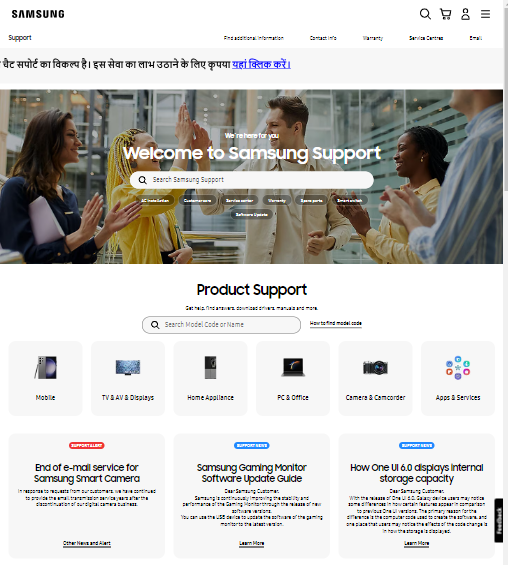 SAMSUNG
Support
Find additional information
Contact Info
Warranty
Service Centres
Email
चैट सपोर्ट का विकल्प है। इस सेवा का लाभ उठाने के लिए कृपया यहां क्लिक करें।
We're here for you
Welcome to Samsung Support
Search Samsung Support
AC Installation
Customer care
Service center
Warranty
Spare parts
Smart switch
Software Update
Product Support
Get help, find answers, download drivers, manuals and more.
Search Model Code or Name
How to find model code
Mobile
TV & AV & Displays
Home Appliance
PC & Office
Camera & Camcorder
Apps & Services
SUPPORT ALERT
End of e-mail service for
Samsung Smart Camera
In response to requests from our customers, we have continued
to provide the email transmission service years after the
discontinuation of our digital camera business.
Other News and Alert
SUPPORT NEWS
Samsung Gaming Monitor
Software Update Guide
Dear Samsung Customer,
Samsung is continuously improving the stability and
performance of the Gaming Monitor through the release of new
software versions.
You can use the USB device to update the software of the gaming
monitor to the latest version.
Learn More
SUPPORT NEWS
How One UI 6.0 displays internal
storage capacity
Dear Samsung Customer,
With the release of One UI 6.0, Galaxy device users may notice
some differences in how certain features appear in comparison
to previous One UI versions. The primary reason for the
difference is the computer code used to create the software, and
one place that users may notice the effects of the code change is
in how the storage is displayed.
Learn More
Feedback